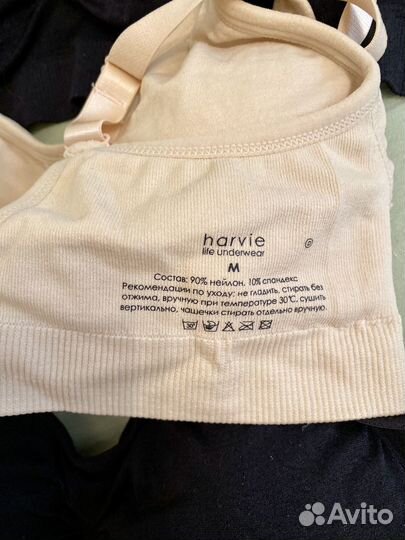 harvie
life underwear
M
Состав: 90% нейлон, 10% спандекс
Рекомендации по уходу: не гладить, стирать без
отжима, вручную при температуре 30℃, сушить
вертикально, чашечки стирать отдельно вручную.
Avito